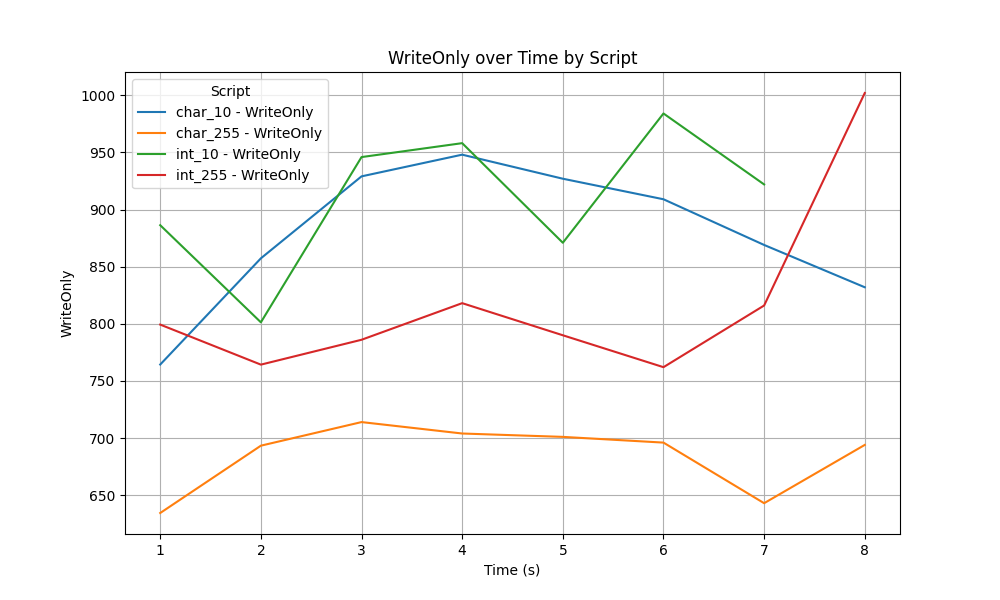 WriteOnly over Time by Script
Script
char_10 - WriteOnly
char_255 - WriteOnly
int_10 - WriteOnly
int_255 - WriteOnly
WriteOnly
1000
950
900
850
800
750
700
650
1 2 3 4 5 6 7 8
Time (s)